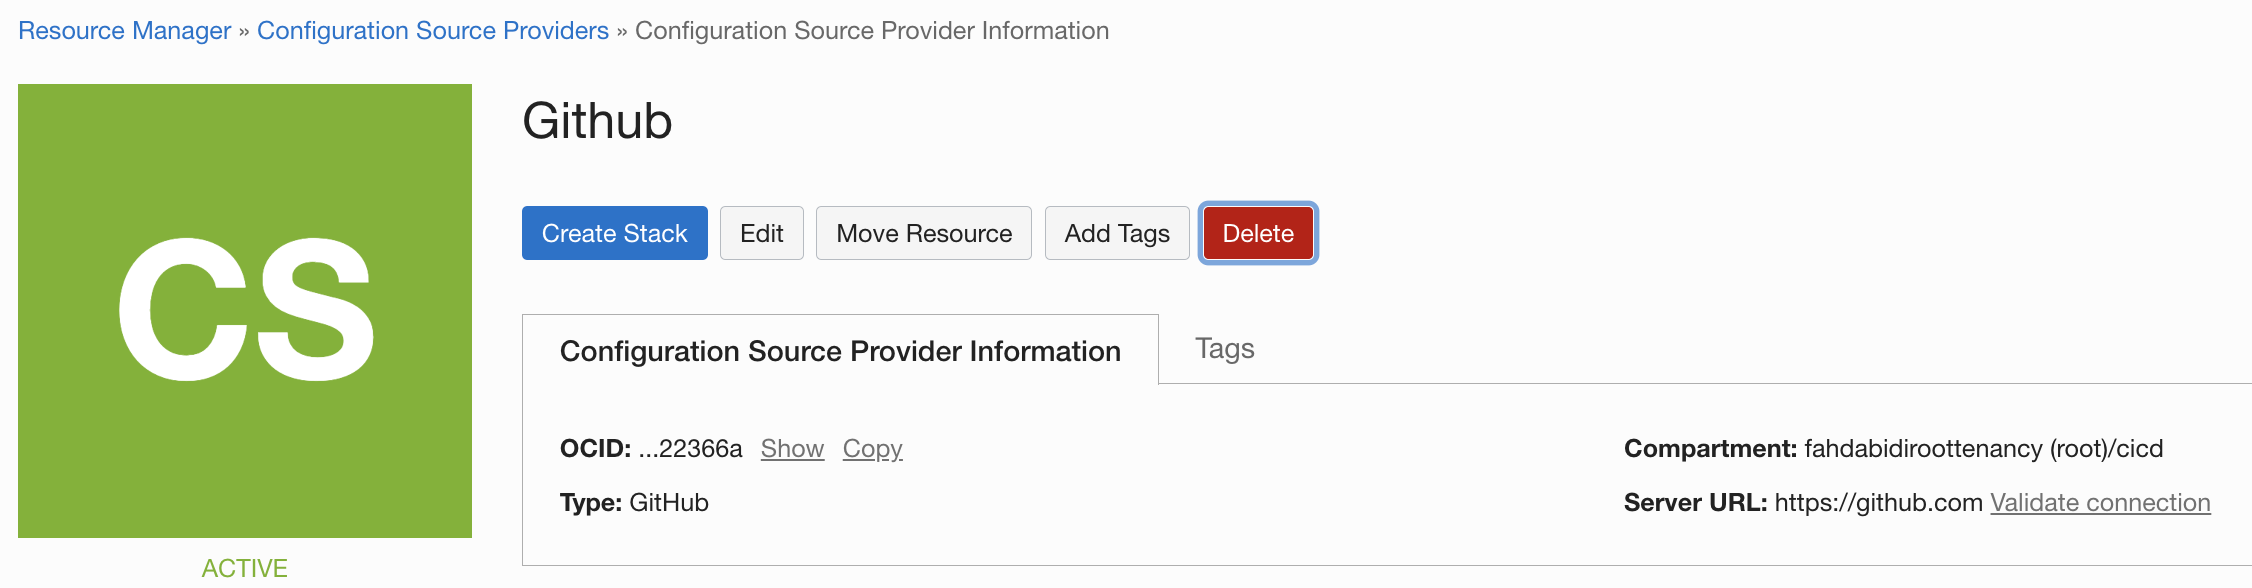 Resource Manager » Configuration Source Providers » Configuration Source Provider Information
CS
ACTIVE
Github
Create Stack Edit Move Resource Add Tags Delete
Configuration Source Provider Information Tags
OCID: ...22366a Show Copy
Type: GitHub
Compartment: fahdabidiroottenancy (root)/cicd
Server URL: https://github.com Validate connection